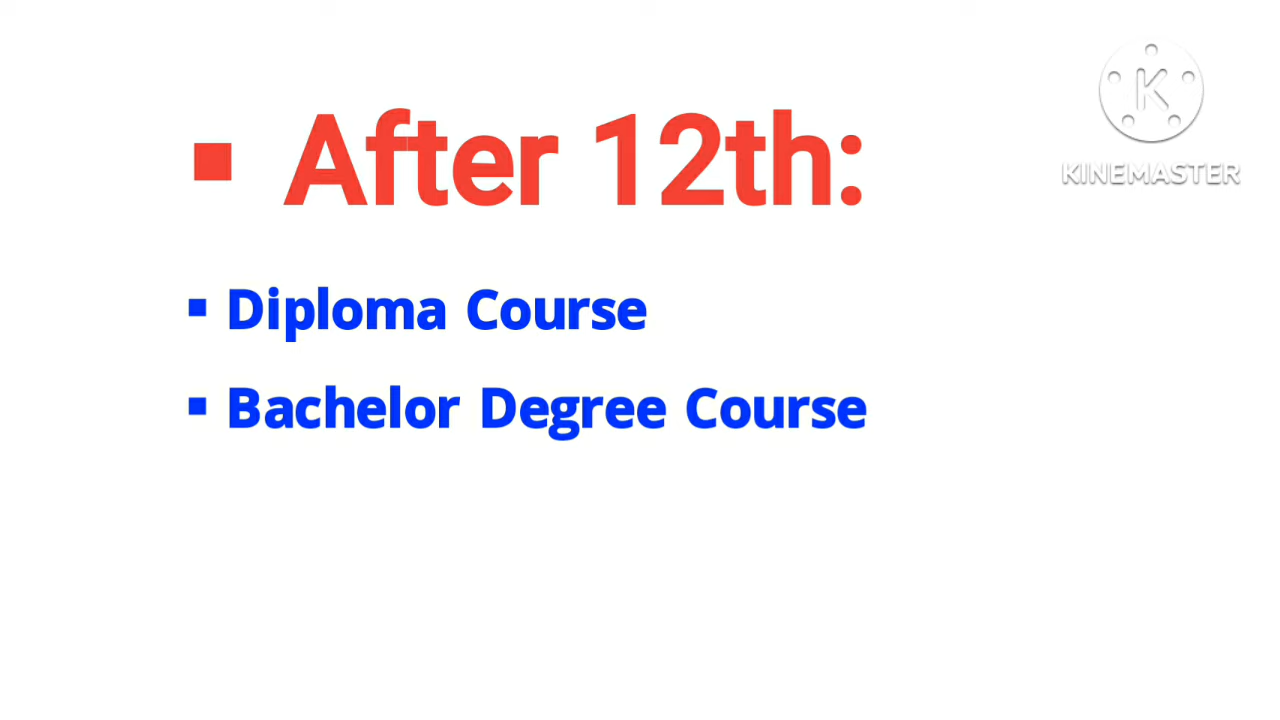 ▪ After 12th:
KINEMASTER
▪ Diploma Course
▪ Bachelor Degree Course